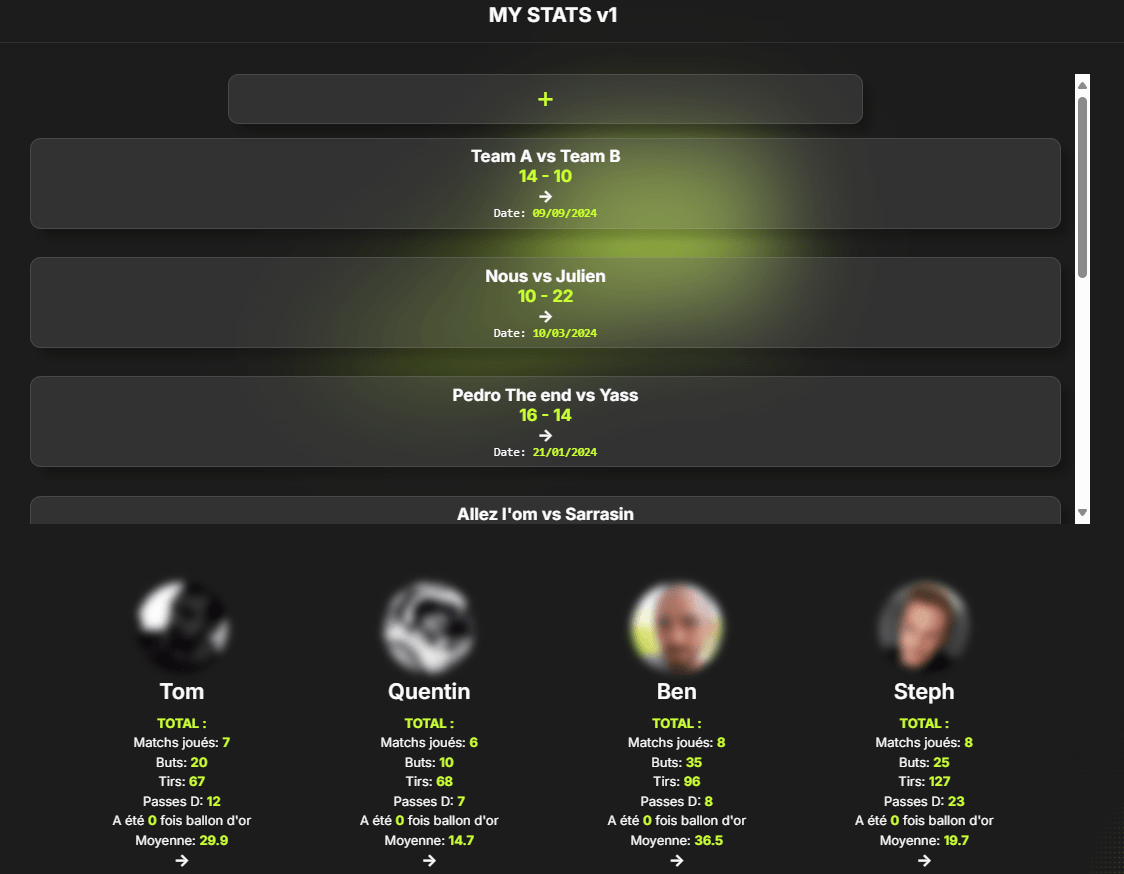 MY STATS v1
+
Team A vs Team B
14 - 10
→
Date: 09/09/2024
Nous vs Julien
10 - 22
→
Date: 10/03/2024
Pedro The end vs Yass
16 - 14
→
Date: 21/01/2024
Allez l'om vs Sarrasin
Tom
TOTAL :
Matchs joués: 7
Buts: 20
Tirs: 67
Passes D: 12
A été 0 fois ballon d'or
Moyenne: 29.9
→
Quentin
TOTAL :
Matchs joués: 6
Buts: 10
Tirs: 68
Passes D: 7
A été 0 fois ballon d'or
Moyenne: 14.7
→
Ben
TOTAL :
Matchs joués: 8
Buts: 35
Tirs: 96
Passes D: 8
A été 0 fois ballon d'or
Moyenne: 36.5
→
Steph
TOTAL :
Matchs joués: 8
Buts: 25
Tirs: 127
Passes D: 23
A été 0 fois ballon d'or
Moyenne: 19.7
→